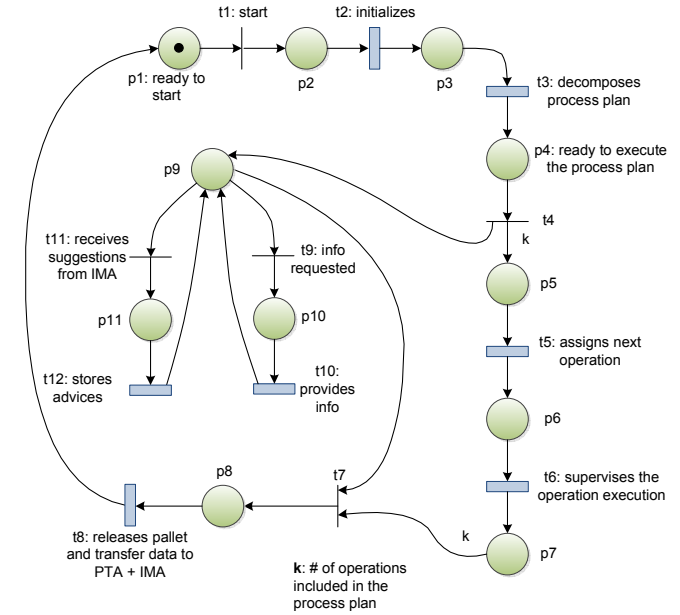 t1: start
t2: initializes
p1: ready to
start
p2
p3
t3: decomposes
process plan
p4: ready to execute
the process plan
p9
t4
k
t11: receives
suggestions
from IMA
t9: info
requested
p5
p11
p10
t5: assigns next
operation
t12: stores
advices
t10:
provides
info
p6
t6: supervises the
operation execution
p8
t7
k
p7
t8: releases pallet
and transfer data to
PTA + IMA
k: # of operations
included in the
process plan